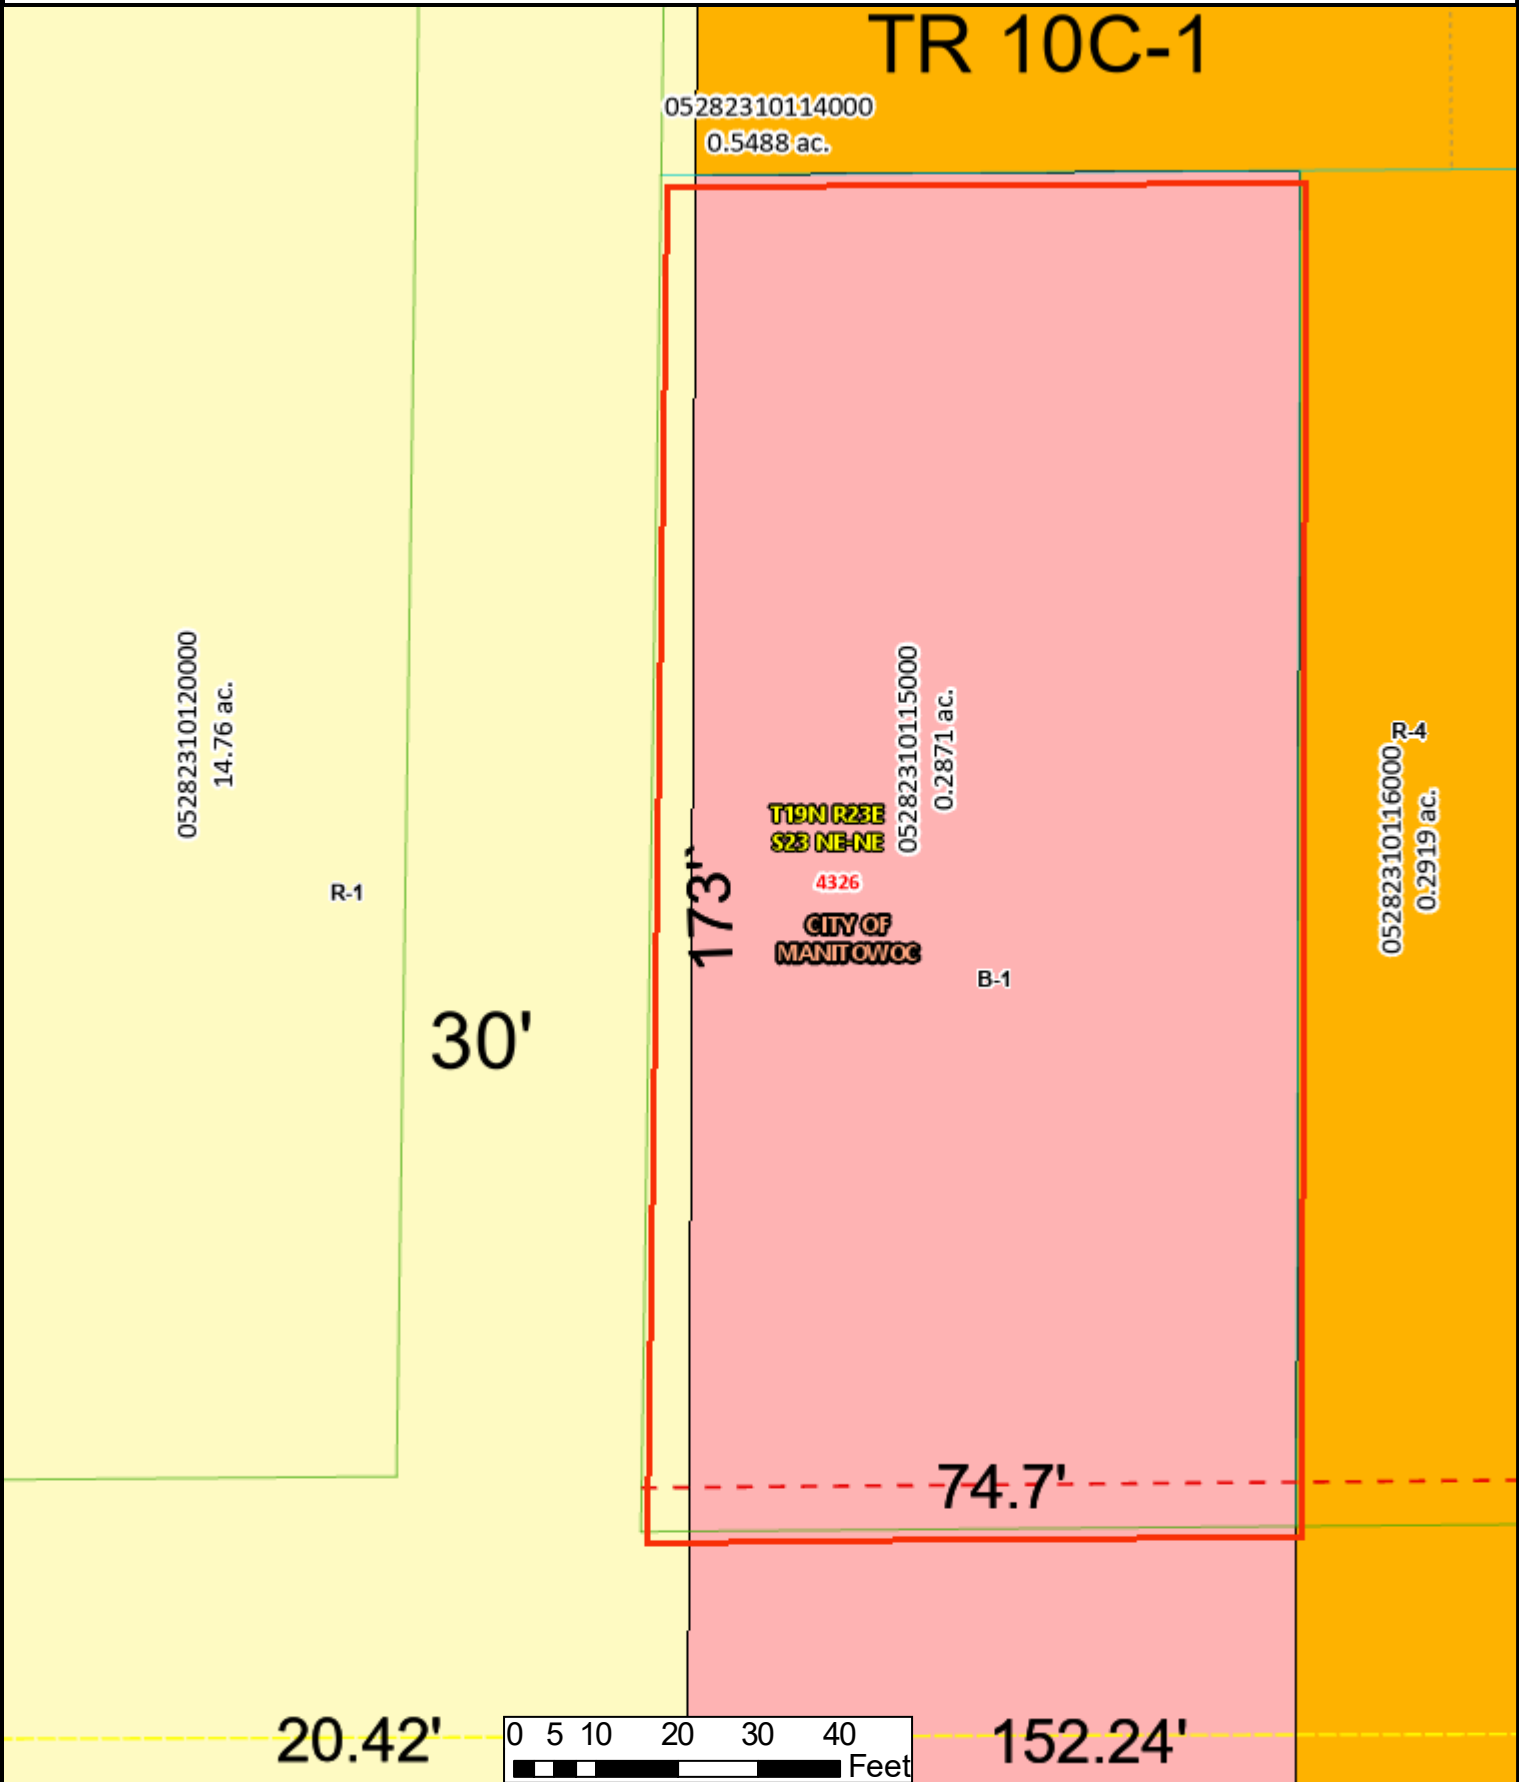 TR 10C-1
05282310114000
0.5488 ac.
05282310120000
14.76 ac.
05282310115000
0.2871 ac.
R-4
05282310116000
0.2919 ac.
T19N R23E
S23 NE-NE
4326
173'
R-1
CITY OF
MANITOWOC
B-1
30'
74.7'
20.42'
0 5 10 20 30 40
Feet
152.24'